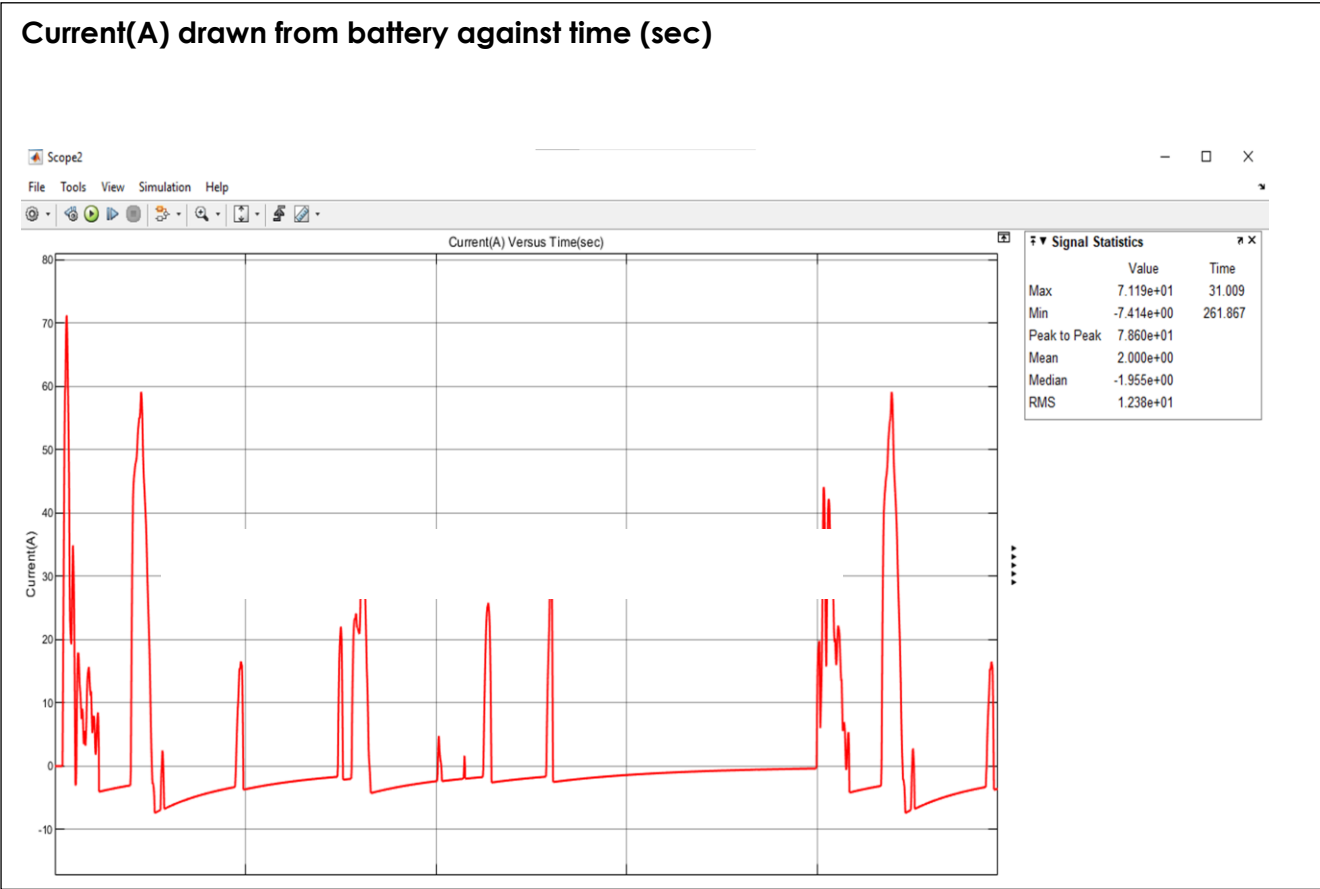 Current(A) drawn from battery against time (sec)
Scope2
File Tools View Simulation Help
Current(A) Versus Time(sec)
80
70
60
50
40
30
20
10
0
-10
Current(A)
Signal Statistics
Value Time
Max 7.119e+01 31.009
Min -7.414e+00 261.867
Peak to Peak 7.860e+01
Mean 2.000e+00
Median -1.955e+00
RMS 1.238e+01